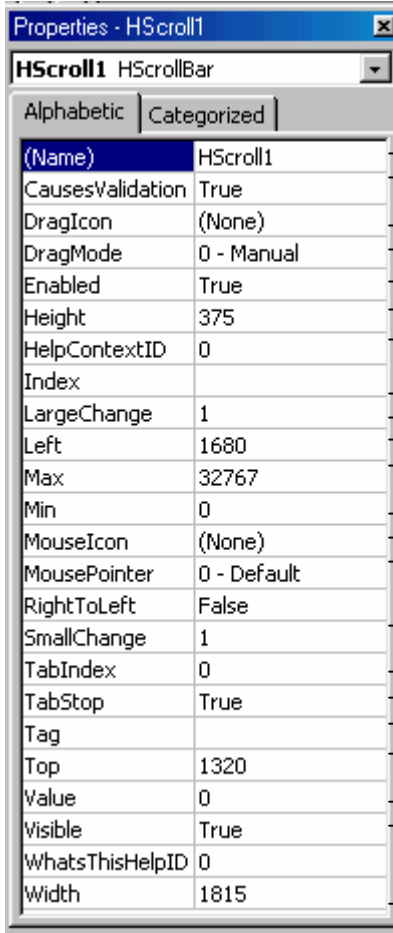 Properties - HScroll1
HScroll1 HScrollBar
Alphabetic Categorized
(Name) HScroll1
CausesValidation True
DragIcon (None)
DragMode 0 - Manual
Enabled True
Height 375
HelpContextID 0
Index
LargeChange 1
Left 1680
Max 32767
Min 0
MouseIcon (None)
MousePointer 0 - Default
RightToLeft False
SmallChange 1
TabIndex 0
TabStop True
Tag
Top 1320
Value 0
Visible True
WhatsThisHelpID 0
Width 1815